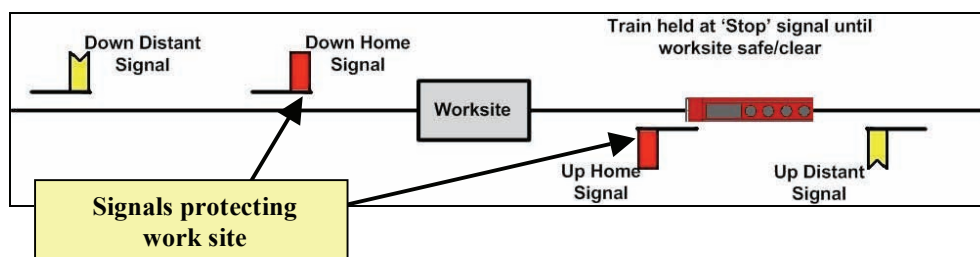 Down Distant
Signal
Down Home
Signal
Train held at ‘Stop’ signal until
worksite safe/clear
Worksite
Up Home
Signal
Up Distant
Signal
Signals protecting
work site